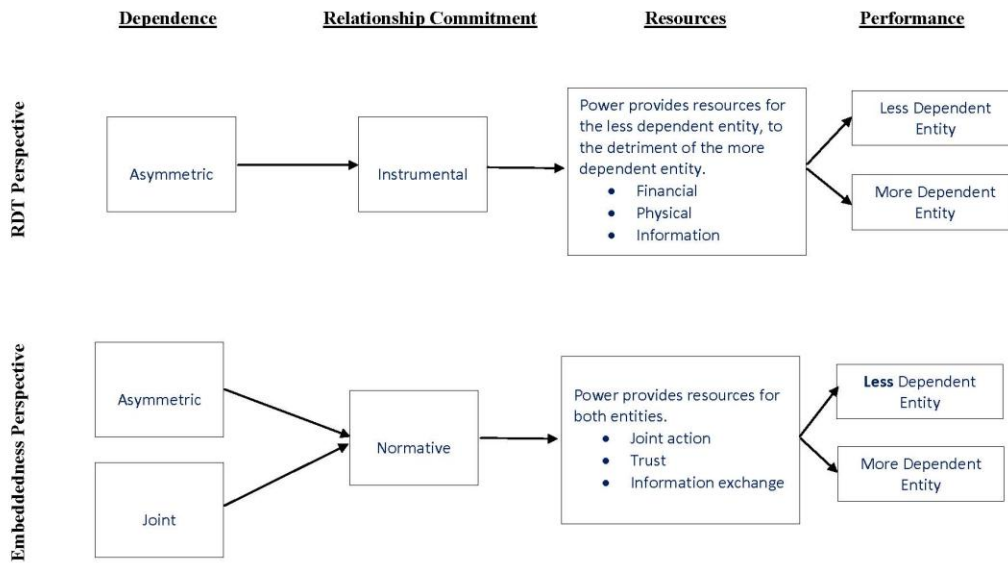 Dependence
Relationship Commitment
Resources
Performance
RDT Perspective
Asymmetric
Instrumental
Power provides resources for
the less dependent entity, to
the detriment of the more
dependent entity.
● Financial
● Physical
● Information
Less Dependent
Entity
More Dependent
Entity
Embeddedness Perspective
Asymmetric
Joint
Normative
Power provides resources for
both entities.
● Joint action
● Trust
● Information exchange
Less Dependent
Entity
More Dependent
Entity